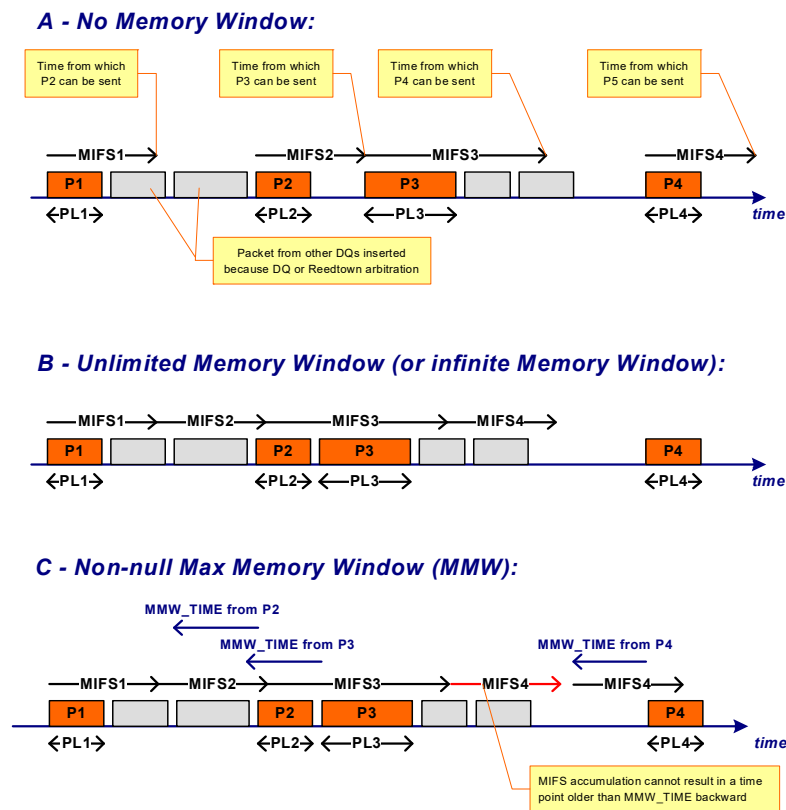 A - No Memory Window:
Time from which
P2 can be sent
Time from which
P3 can be sent
Time from which
P4 can be sent
Time from which
P5 can be sent
MIFS1
MIFS2
MIFS3
MIFS4
P1
P2
P3
P4
PL1
PL2
PL3
PL4
time
Packet from other DQs inserted
because DQ or Reedtown arbitration
B - Unlimited Memory Window (or infinite Memory Window):
MIFS1
MIFS2
MIFS3
MIFS4
P1
P2
P3
P4
PL1
PL2
PL3
PL4
time
C - Non-null Max Memory Window (MMW):
MMW_TIME from P2
MMW_TIME from P3
MMW_TIME from P4
MIFS1
MIFS2
MIFS3
MIFS4
MIFS4
P1
P2
P3
P4
PL1
PL2
PL3
PL4
time
MIFS accumulation cannot result in a time
point older than MMW_TIME backward